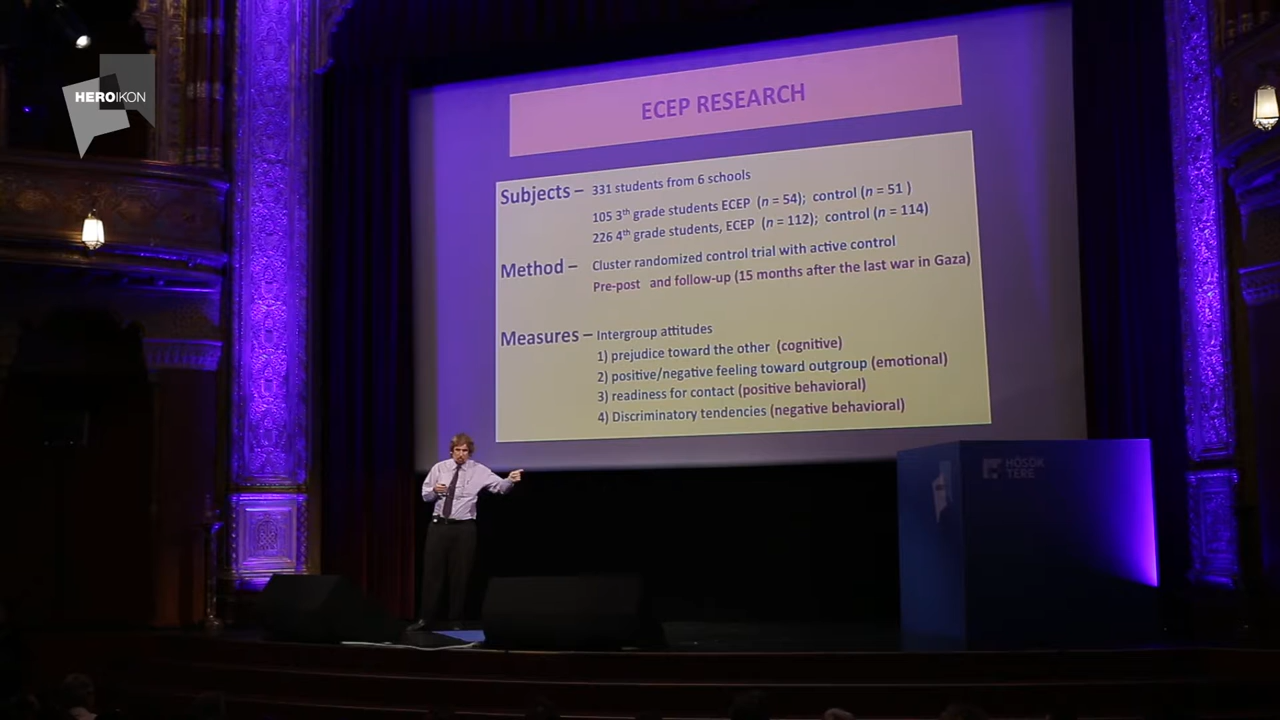 HEROIKON
ECEP RESEARCH
Subjects – 331 students from 6 schools
105 3th grade students ECEP (n = 54); control (n = 51 )
226 4th grade students, ECEP (n = 112); control (n = 114)
Method – Cluster randomized control trial with active control
Pre-post and follow-up (15 months after the last war in Gaza)
Measures – Intergroup attitudes
1) prejudice toward the other (cognitive)
2) positive/negative feeling toward outgroup (emotional)
3) readiness for contact (positive behavioral)
4) Discriminatory tendencies (negative behavioral)
HŐSÖK
TERE